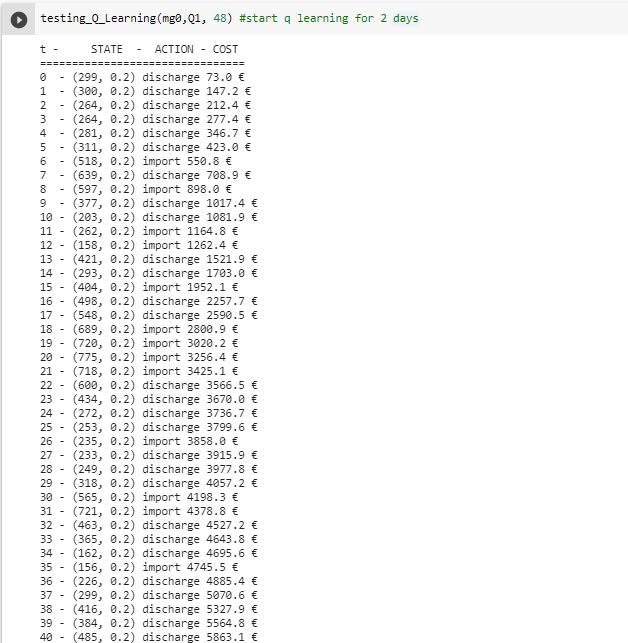 testing_Q_Learning(mg0,Q1, 48) #start q learning for 2 days
t -     STATE  -  ACTION - COST
================================
0  - (299, 0.2) discharge 73.0 €
1  - (300, 0.2) discharge 147.2 €
2  - (264, 0.2) discharge 212.4 €
3  - (264, 0.2) discharge 277.4 €
4  - (281, 0.2) discharge 346.7 €
5  - (311, 0.2) discharge 423.0 €
6  - (518, 0.2) import 550.8 €
7  - (639, 0.2) discharge 708.9 €
8  - (597, 0.2) import 898.0 €
9  - (377, 0.2) discharge 1017.4 €
10 - (203, 0.2) discharge 1081.9 €
11 - (262, 0.2) import 1164.8 €
12 - (158, 0.2) import 1262.4 €
13 - (421, 0.2) discharge 1521.9 €
14 - (293, 0.2) discharge 1703.0 €
15 - (404, 0.2) import 1952.1 €
16 - (498, 0.2) discharge 2257.7 €
17 - (548, 0.2) discharge 2590.5 €
18 - (689, 0.2) import 2800.9 €
19 - (720, 0.2) import 3020.2 €
20 - (775, 0.2) import 3256.4 €
21 - (718, 0.2) import 3425.1 €
22 - (600, 0.2) discharge 3566.5 €
23 - (434, 0.2) discharge 3670.0 €
24 - (272, 0.2) discharge 3736.7 €
25 - (253, 0.2) discharge 3799.6 €
26 - (235, 0.2) import 3858.0 €
27 - (233, 0.2) discharge 3915.9 €
28 - (249, 0.2) discharge 3977.8 €
29 - (318, 0.2) discharge 4057.2 €
30 - (565, 0.2) import 4198.3 €
31 - (721, 0.2) import 4378.8 €
32 - (463, 0.2) discharge 4527.2 €
33 - (365, 0.2) discharge 4643.8 €
34 - (162, 0.2) discharge 4695.6 €
35 - (156, 0.2) import 4745.5 €
36 - (226, 0.2) discharge 4885.4 €
37 - (299, 0.2) discharge 5070.6 €
38 - (416, 0.2) discharge 5327.9 €
39 - (384, 0.2) discharge 5564.8 €
40 - (485, 0.2) discharge 5863.1 €